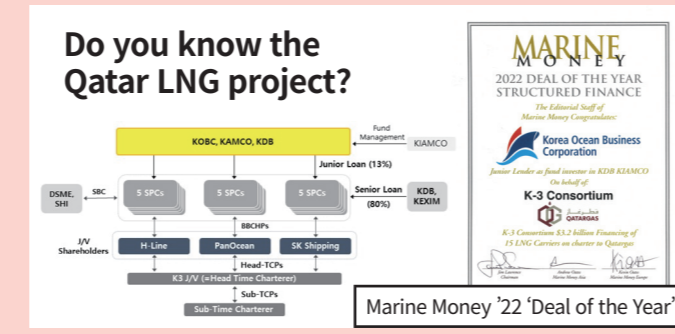 Do you know the
Qatar LNG project?
KOBC, KAMCO, KDB
Fund
Management
KIAMCO
Junior Loan (13%)
DSME,
SHI
SBC
5 SPCs
5 SPCs
5 SPCs
Senior Loan
(80%)
KDB,
KEXIM
BBCHPs
J/V
Shareholders
H-Line
PanOcean
SK Shipping
Head-TCPs
K3 J/V (=Head Time Charterer)
Sub-TCPs
Sub-Time Charterer
MARINE
MONEY
2022 DEAL OF THE YEAR
STRUCTURED FINANCE
The Editorial Staff of
Marine Money Congratulates:
Korea Ocean Business
Corporation
Junior Lender as fund investor in KDB KIAMCO
On behalf of:
K-3 Consortium
QATARGAS
K-3 Consortium $3.2 billion Financing of
15 LNG Carriers on charter to Qatargas
Marine Money '22 'Deal of the Year'